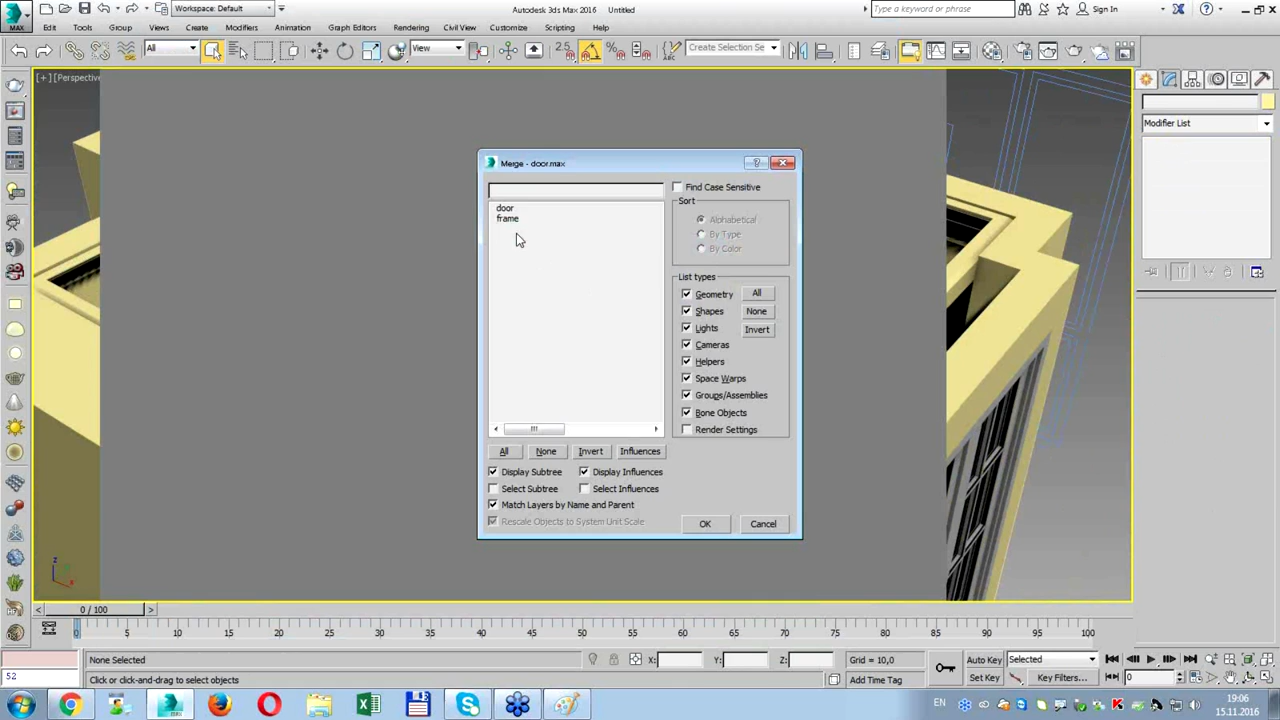 MAX
Workspace: Default
Autodesk 3ds Max 2016 Untitled
Type a keyword or phrase
Sign In
Edit Tools Group Views Create Modifiers Animation Graph Editors Rendering Civil View Customize Scripting Help
All
View
2.5
Create Selection Se
[+] [Perspective
Modifier List
Merge - door.max
Find Case Sensitive
door
frame
Sort
Alphabetical
By Type
By Color
List types
Geometry All
Shapes None
Lights Invert
Cameras
Helpers
Space Warps
Groups/Assemblies
Bone Objects
Render Settings
All None Invert Influences
Display Subtree Display Influences
Select Subtree Select Influences
Match Layers by Name and Parent
Rescale Objects to System Unit Scale
OK Cancel
z
x
< 0 / 100 >
0 5 10 15 20 25 30 35 40 45 50 55 60 65 70 75 80 85 90 95 100
None Selected X: Y: Z: Grid = 10,0 Auto Key Selected
52 Click or click-and-drag to select objects Add Time Tag Set Key Key Filters... 0
EN 19:06
15.11.2016